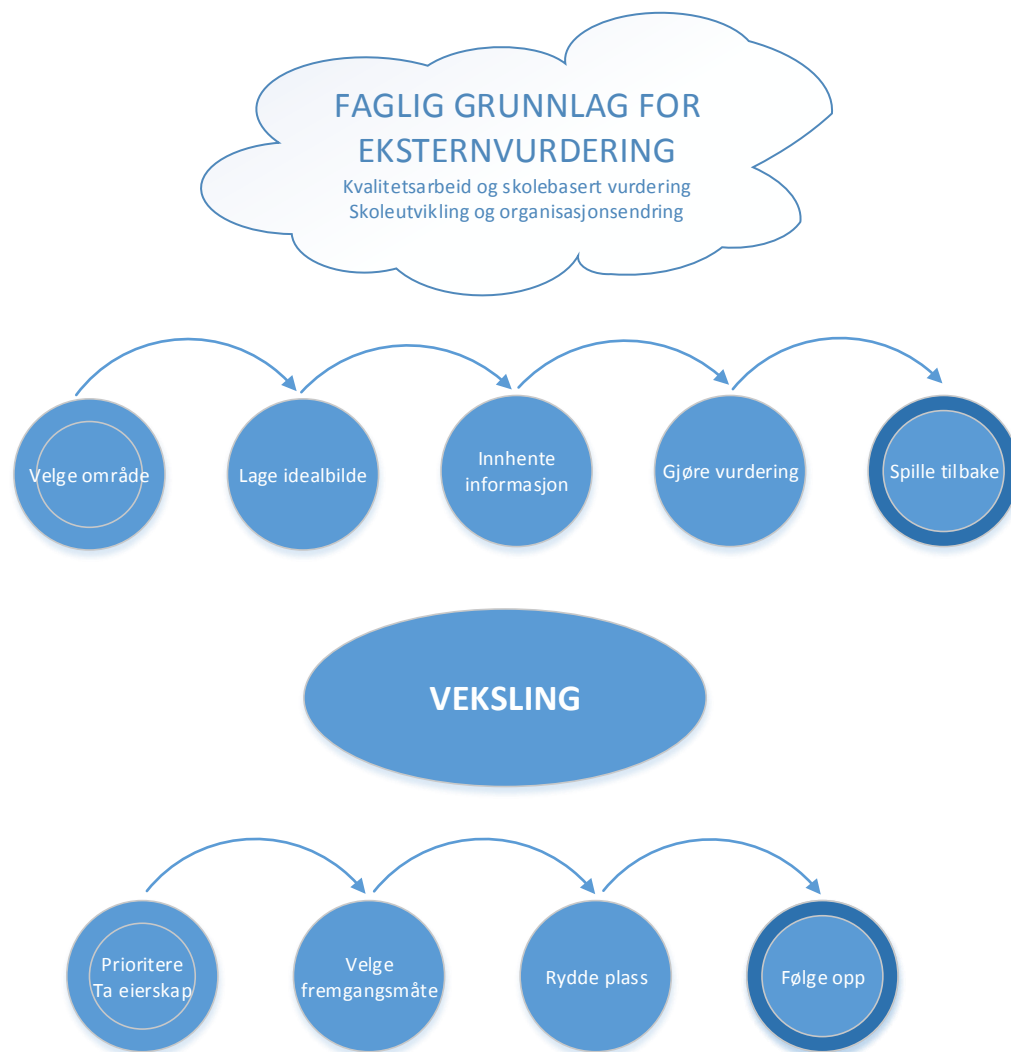 FAGLIG GRUNNLAG FOR
EKSTERNVURDERING
Kvalitetsarbeid og skolebasert vurdering
Skoleutvikling og organisasjonsendring
Velge område
Lage idealbilde
Innhente
informasjon
Gjøre vurdering
Spille tilbake
VEKSLING
Prioritere
Ta eierskap
Velge
fremgangsmåte
Rydde plass
Følge opp